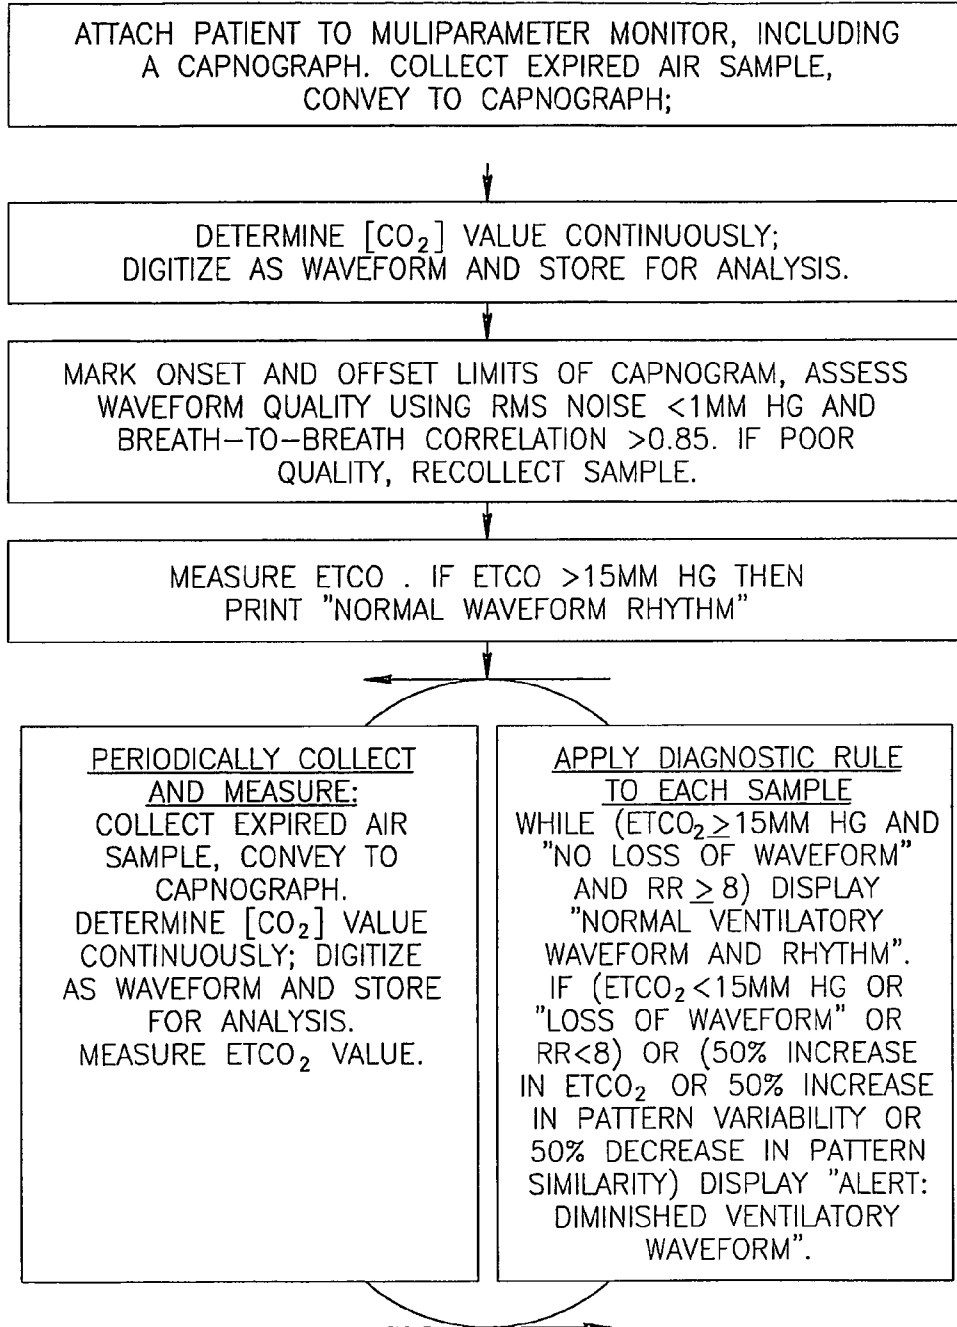 ATTACH PATIENT TO MULIPARAMETER MONITOR, INCLUDING
A CAPNOGRAPH. COLLECT EXPIRED AIR SAMPLE,
CONVEY TO CAPNOGRAPH;
DETERMINE [CO₂] VALUE CONTINUOUSLY;
DIGITIZE AS WAVEFORM AND STORE FOR ANALYSIS.
MARK ONSET AND OFFSET LIMITS OF CAPNOGRAM, ASSESS
WAVEFORM QUALITY USING RMS NOISE <1MM HG AND
BREATH-TO-BREATH CORRELATION >0.85. IF POOR
QUALITY, RECOLLECT SAMPLE.
MEASURE ETCO . IF ETCO >15MM HG THEN
PRINT "NORMAL WAVEFORM RHYTHM"
PERIODICALLY COLLECT
AND MEASURE:
COLLECT EXPIRED AIR
SAMPLE, CONVEY TO
CAPNOGRAPH.
DETERMINE [CO₂] VALUE
CONTINUOUSLY; DIGITIZE
AS WAVEFORM AND STORE
FOR ANALYSIS.
MEASURE ETCO₂ VALUE.
APPLY DIAGNOSTIC RULE
TO EACH SAMPLE
WHILE (ETCO₂≥15MM HG AND
"NO LOSS OF WAVEFORM"
AND RR≥8) DISPLAY
"NORMAL VENTILATORY
WAVEFORM AND RHYTHM".
IF (ETCO₂<15MM HG OR
"LOSS OF WAVEFORM" OR
RR<8) OR (50% INCREASE
IN ETCO₂ OR 50% INCREASE
IN PATTERN VARIABILITY OR
50% DECREASE IN PATTERN
SIMILARITY) DISPLAY "ALERT:
DIMINISHED VENTILATORY
WAVEFORM".